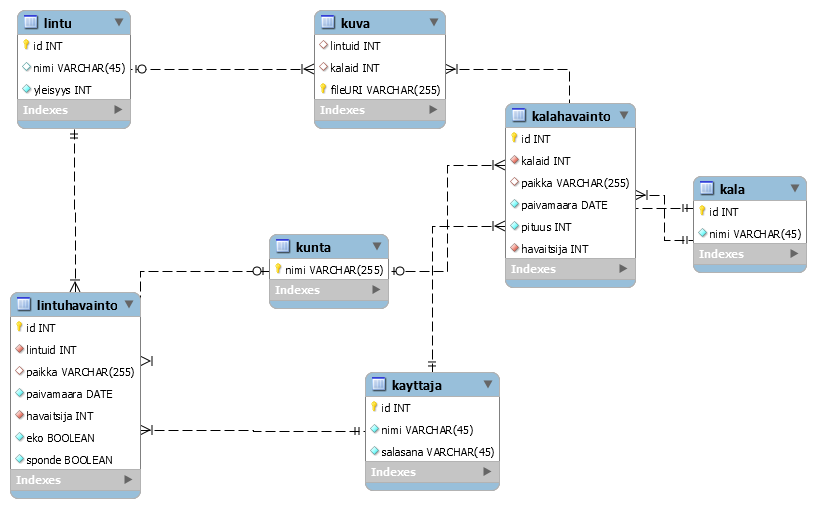 lintu
id INT
nimi VARCHAR(45)
yleisyys INT
Indexes
kuva
lintuid INT
kalaid INT
fileURI VARCHAR(255)
Indexes
kalahavainto
id INT
kalaid INT
paikka VARCHAR(255)
paivamaara DATE
pituus INT
havaitsija INT
Indexes
kala
id INT
nimi VARCHAR(45)
Indexes
kunta
nimi VARCHAR(255)
Indexes
lintuhavainto
id INT
lintuid INT
paikka VARCHAR(255)
paivamaara DATE
havaitsija INT
eko BOOLEAN
sponde BOOLEAN
Indexes
kayttaja
id INT
nimi VARCHAR(45)
salasana VARCHAR(45)
Indexes